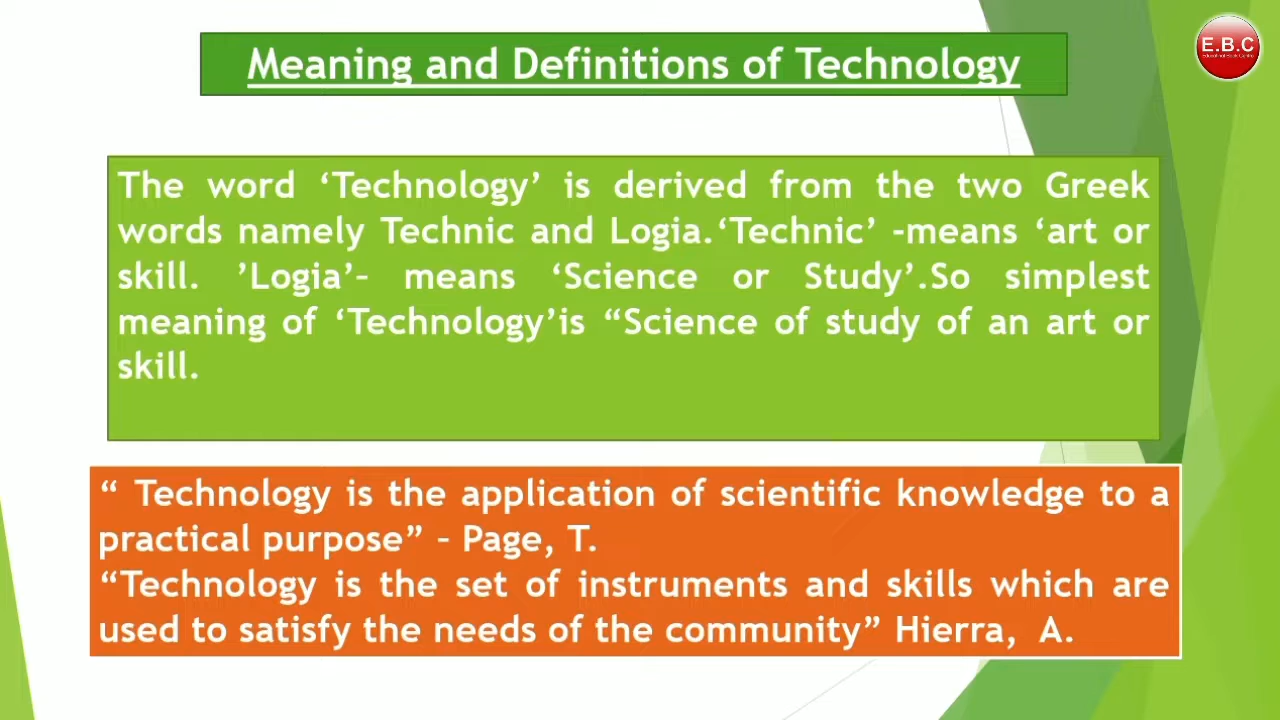 Meaning and Definitions of Technology
E.B.C
The word ‘Technology’ is derived from the two Greek
words namely Technic and Logia.‘Technic’ -means ‘art or
skill. ’Logia’– means ‘Science or Study’.So simplest
meaning of ‘Technology’is “Science of study of an art or
skill.
“ Technology is the application of scientific knowledge to a
practical purpose” – Page, T.
“Technology is the set of instruments and skills which are
used to satisfy the needs of the community” Hierra, A.